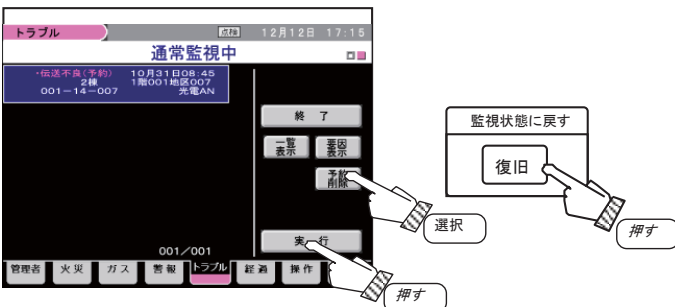 トラブル 点検 12月12日 17:15
通常監視中
・伝送不良(予約) 10月31日08:45
2棟 1階001地区007
001-14-007 光電AN
終 了
一覧
表示
要因
表示
予約
削除
選択
実 行
押す
001/001
管理者 火災 ガス 警報 トラブル 経過 操作
監視状態に戻す
復旧
押す